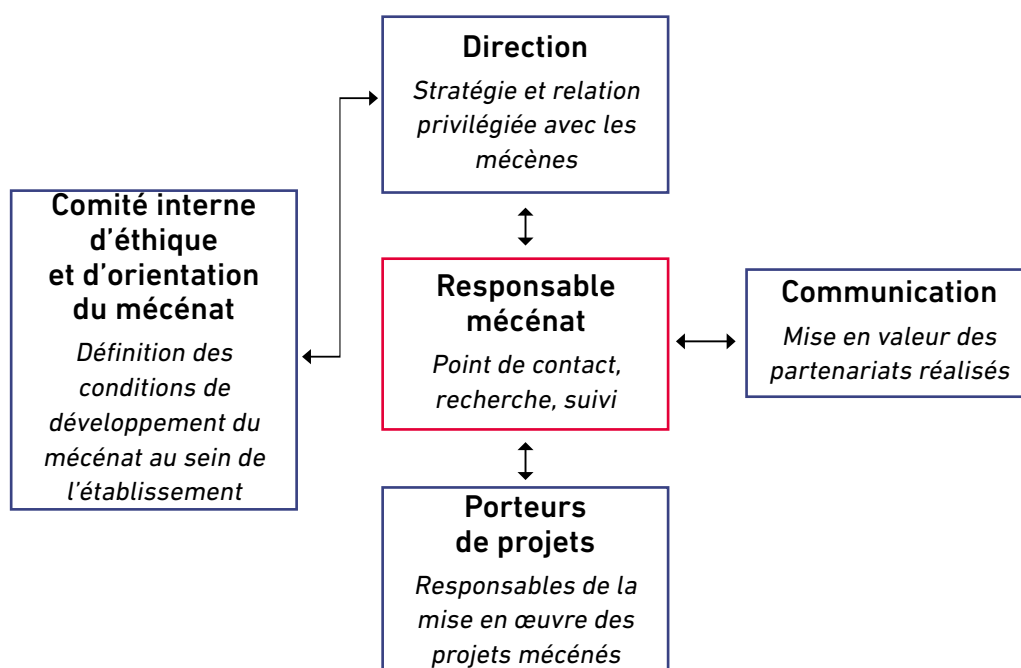 Direction
Stratégie et relation
privilégiée avec les
mécènes
Comité interne
d'éthique
et d'orientation
du mécénat
Définition des
conditions de
développement du
mécénat au sein de
l'établissement
Responsable
mécénat
Point de contact,
recherche, suivi
Communication
Mise en valeur des
partenariats réalisés
Porteurs
de projets
Responsables de la
mise en œuvre des
projets mécénés